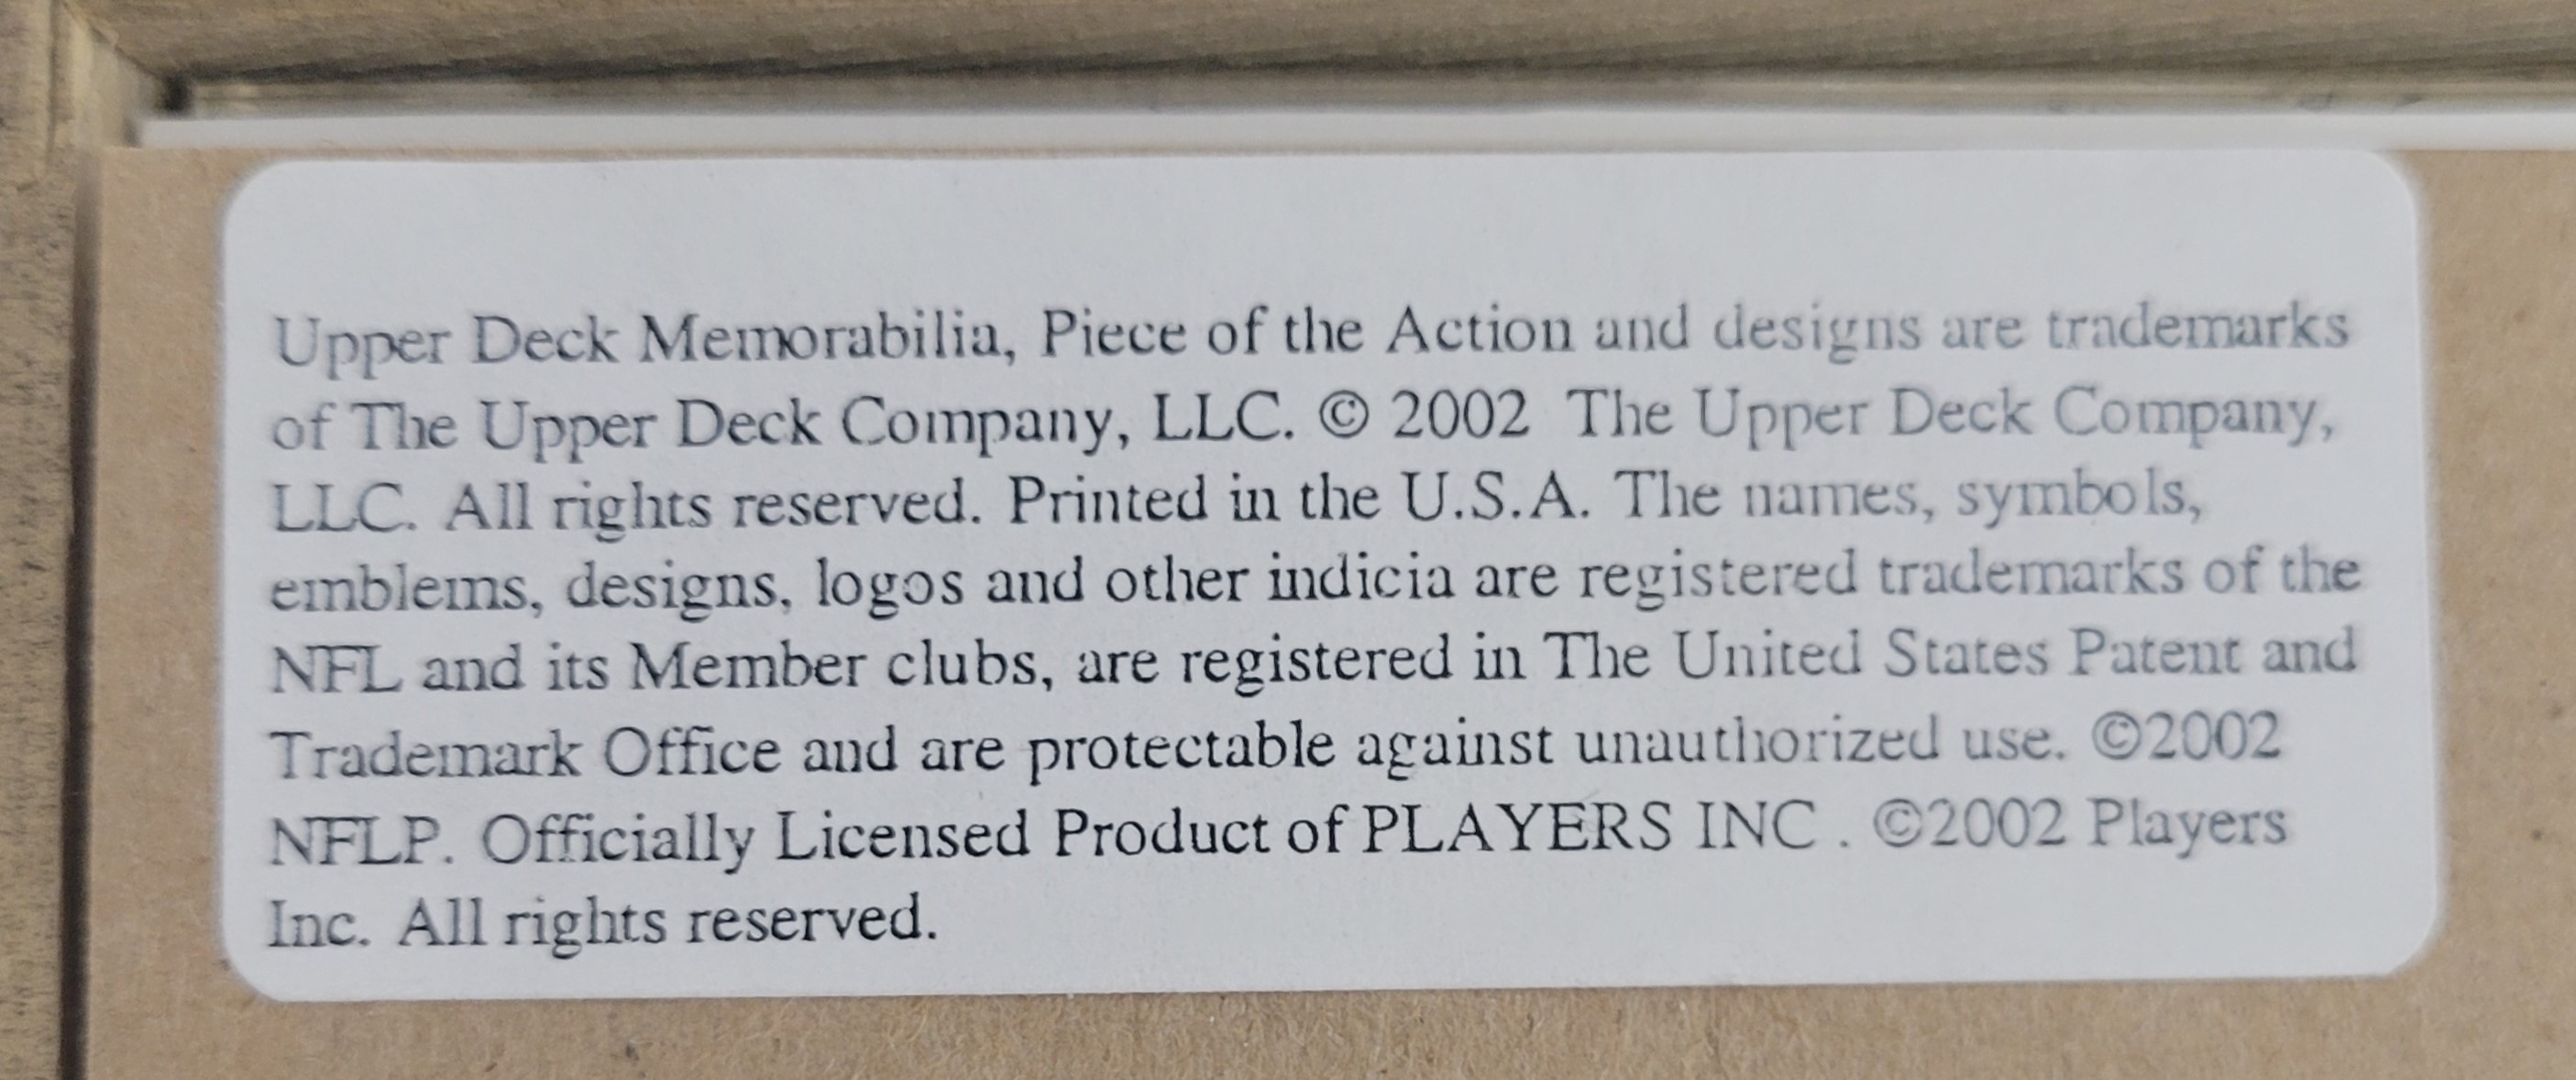 Upper Deck Memorabilia, Piece of the Action and designs are trademarks
of The Upper Deck Company, LLC. © 2002 The Upper Deck Company,
LLC. All rights reserved. Printed in the U.S.A. The names, symbols,
emblems, designs, logos and other indicia are registered trademarks of the
NFL and its Member clubs, are registered in The United States Patent and
Trademark Office and are protectable against unauthorized use. ©2002
NFLP. Officially Licensed Product of PLAYERS INC . ©2002 Players
Inc. All rights reserved.